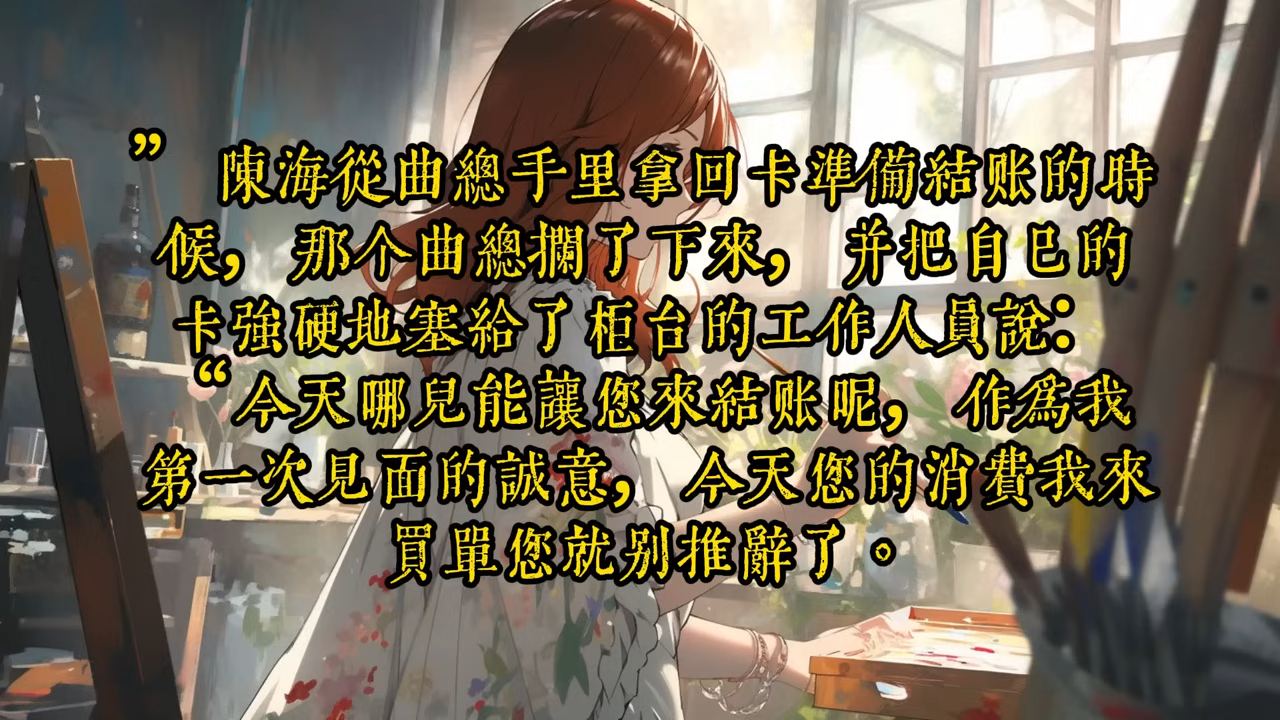 ” 陳海從曲總手里拿回卡準備結账的時
候，那个曲總攔了下來，并把自已的
卡強硬地塞給了柜台的工作人員說：
“今天哪兒能讓您來結账呢，作爲我
第一次見面的誠意，今天您的消費我來
買單您就别推辭了。